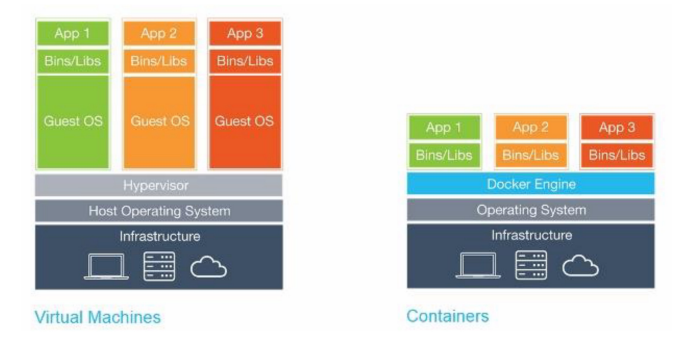 App 1
App 2
App 3
Bins/Libs
Bins/Libs
Bins/Libs
Guest OS
Guest OS
Guest OS
Hypervisor
Host Operating System
Infrastructure
Virtual Machines
App 1
App 2
App 3
Bins/Libs
Bins/Libs
Bins/Libs
Docker Engine
Operating System
Infrastructure
Containers